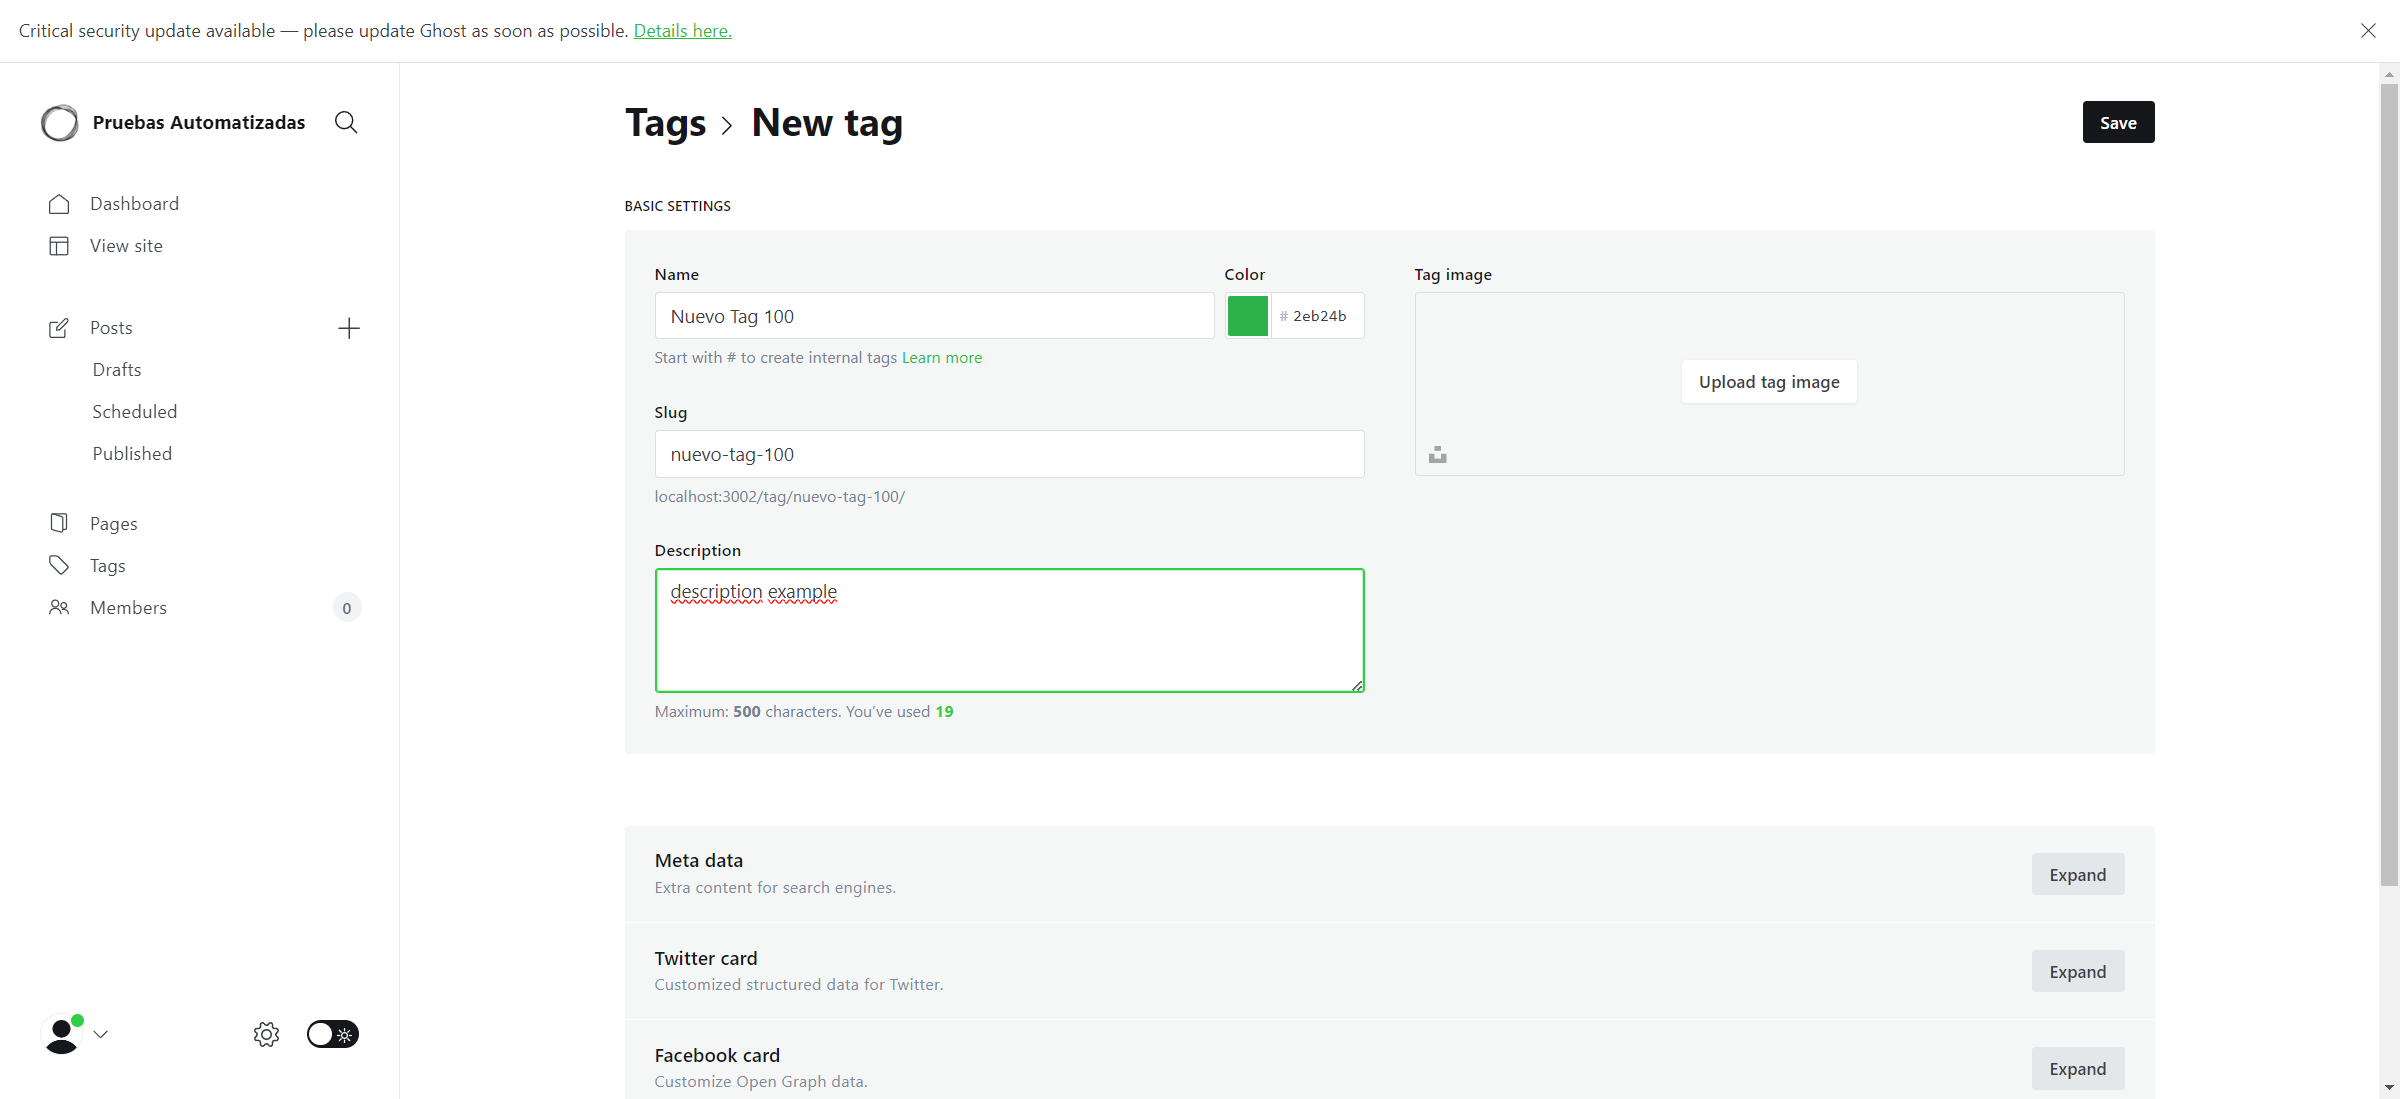 Critical security update available — please update Ghost as soon as possible. Details here.
Pruebas Automatizadas
Dashboard
View site
Posts
Drafts
Scheduled
Published
Pages
Tags
Members 0
Tags > New tag
Save
BASIC SETTINGS
Name
Nuevo Tag 100
Start with # to create internal tags Learn more
Color
# 2eb24b
Slug
nuevo-tag-100
localhost:3002/tag/nuevo-tag-100/
Description
description example
Maximum: 500 characters. You’ve used 19
Tag image
Upload tag image
Meta data
Extra content for search engines.
Expand
Twitter card
Customized structured data for Twitter.
Expand
Facebook card
Customize Open Graph data.
Expand